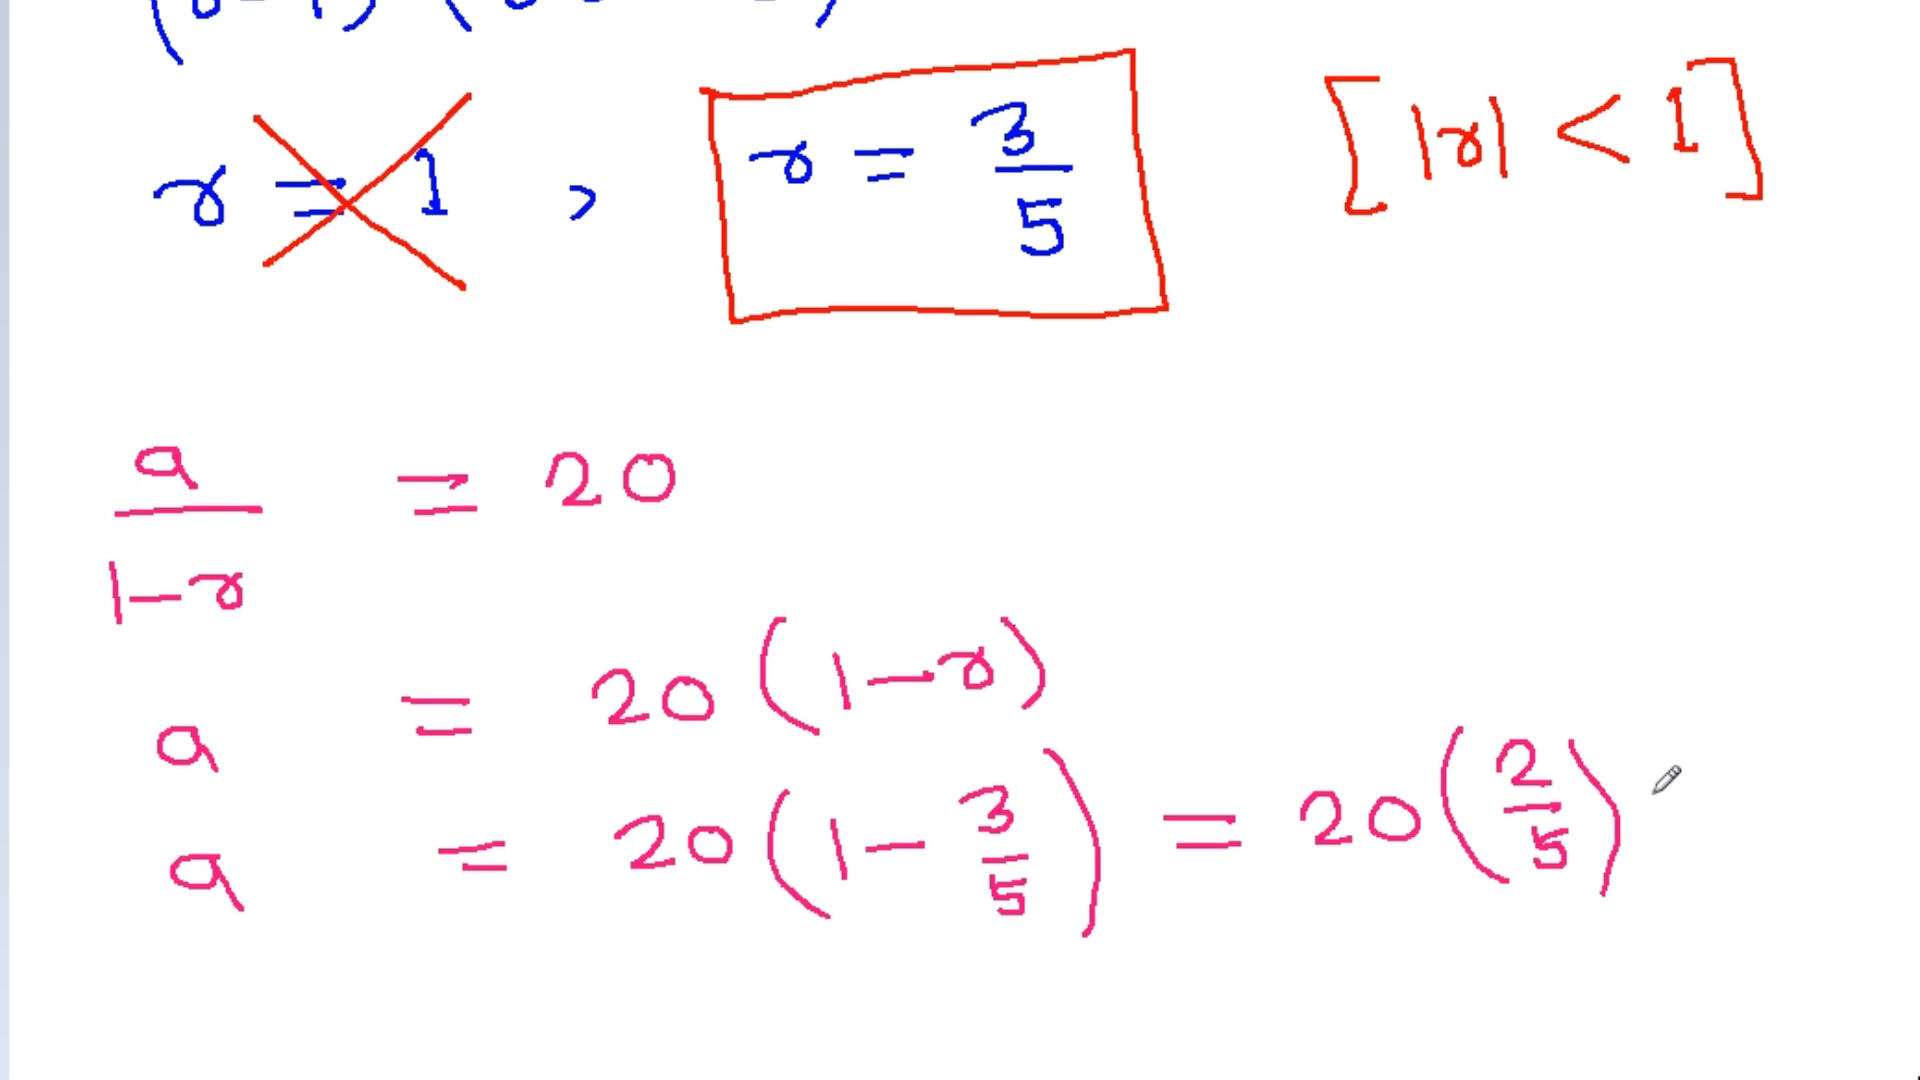 r = 1 , r = 3/5 [|r| < 1]
a/(1-r) = 20
a = 20(1-r)
a = 20(1 - 3/5) = 20(2/5)